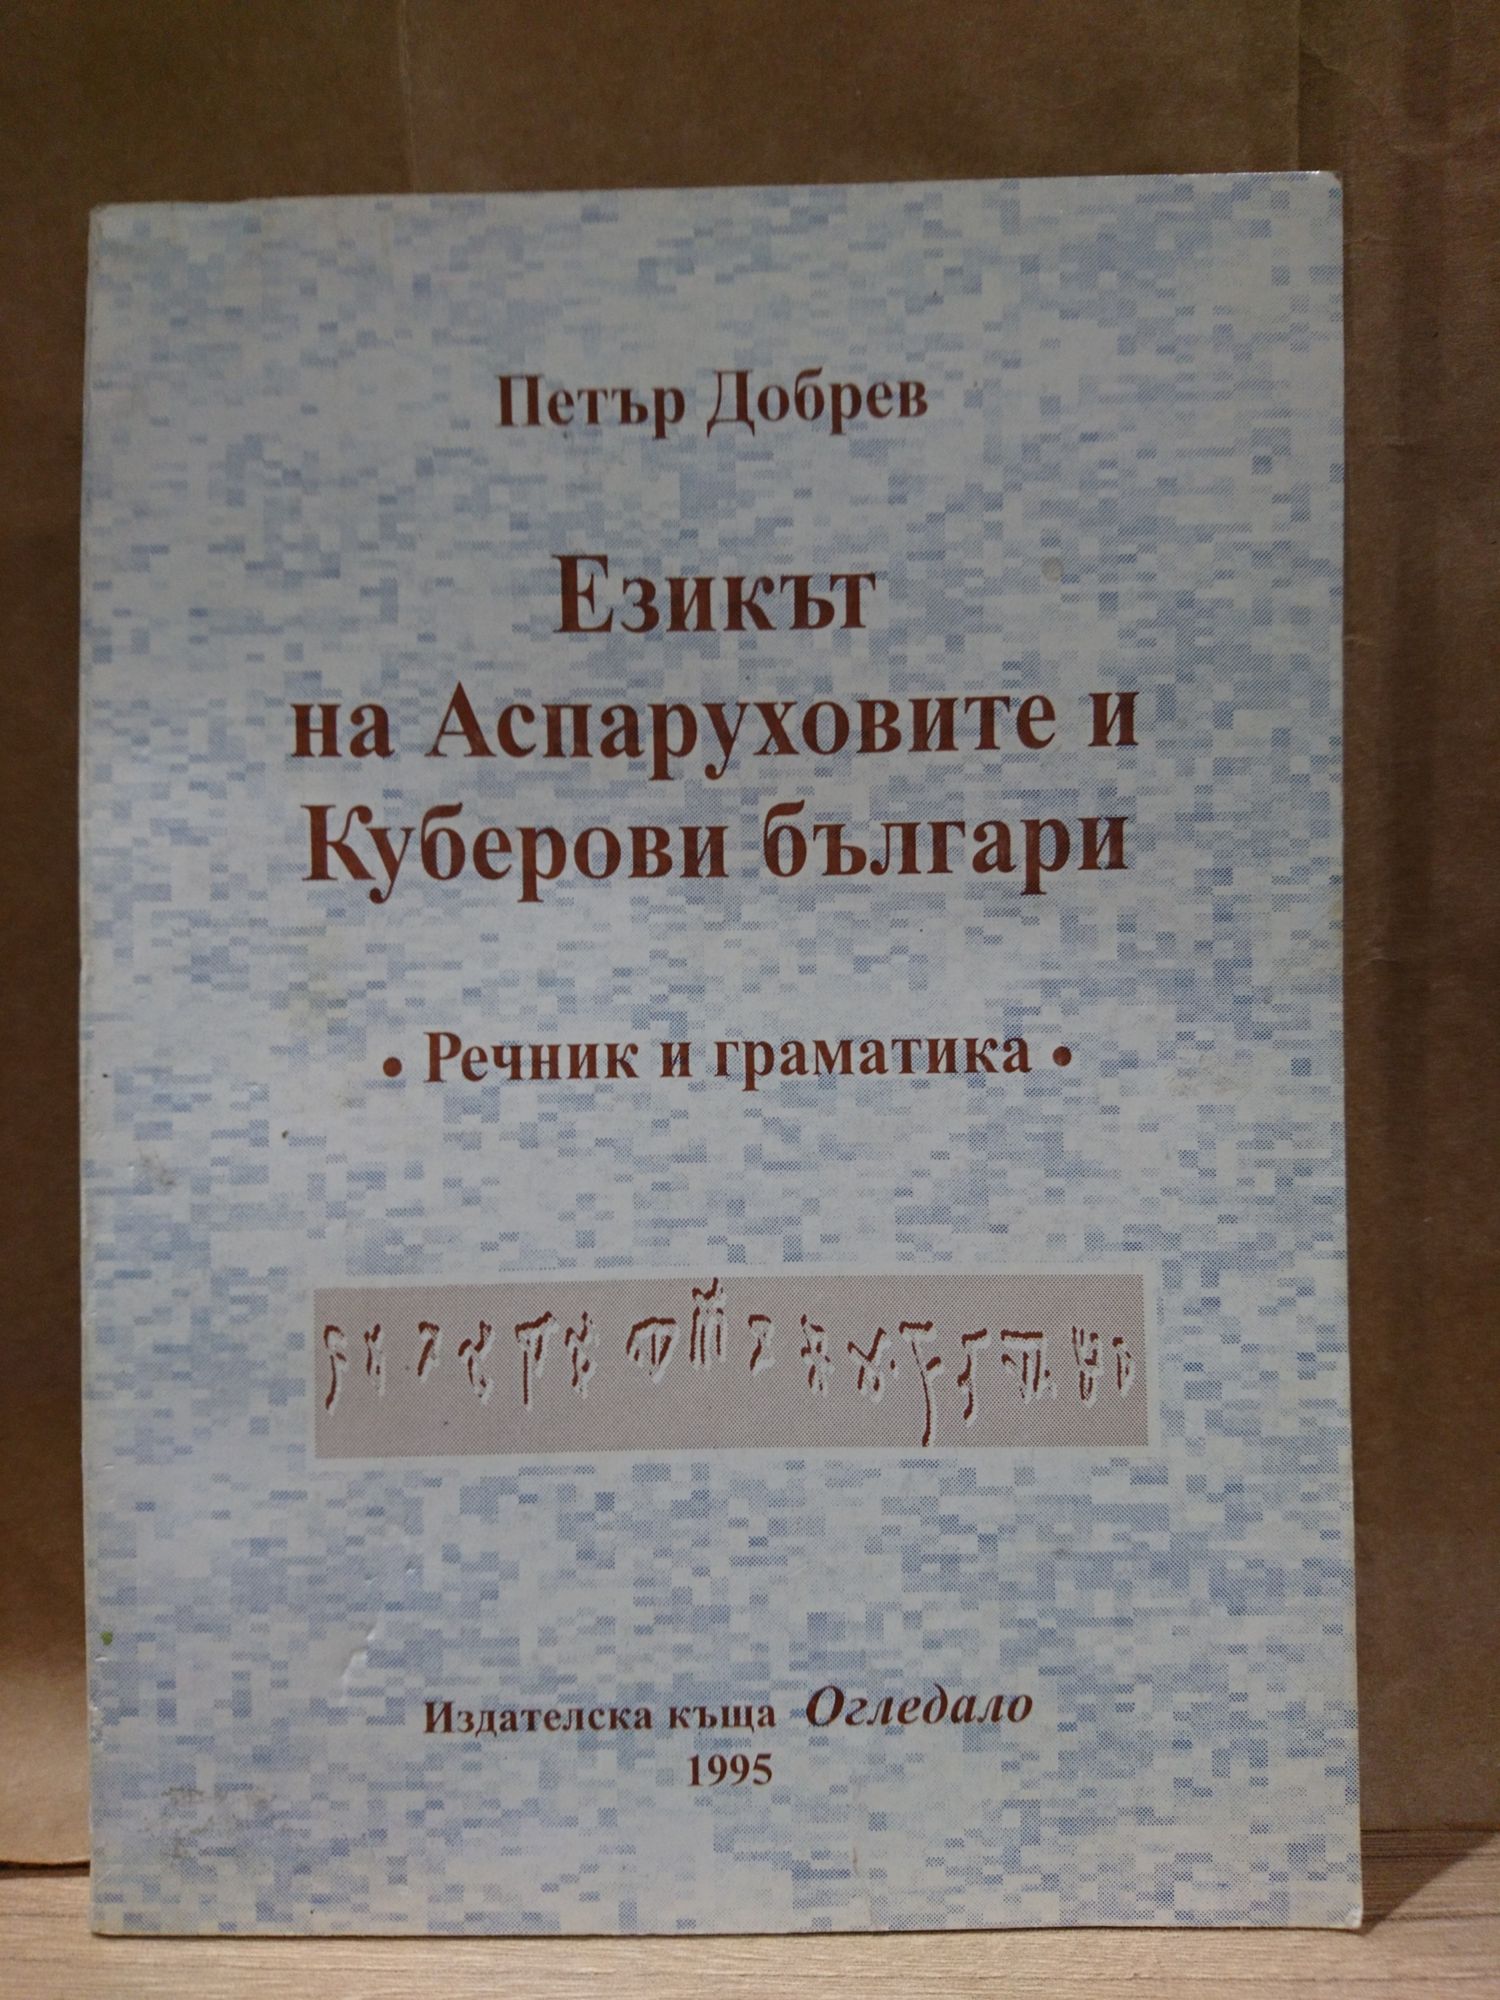 Петър Добрев
Езикът
на Аспаруховите и
Куберови българи
• Речник и граматика •
Издателска къща Огледало
1995